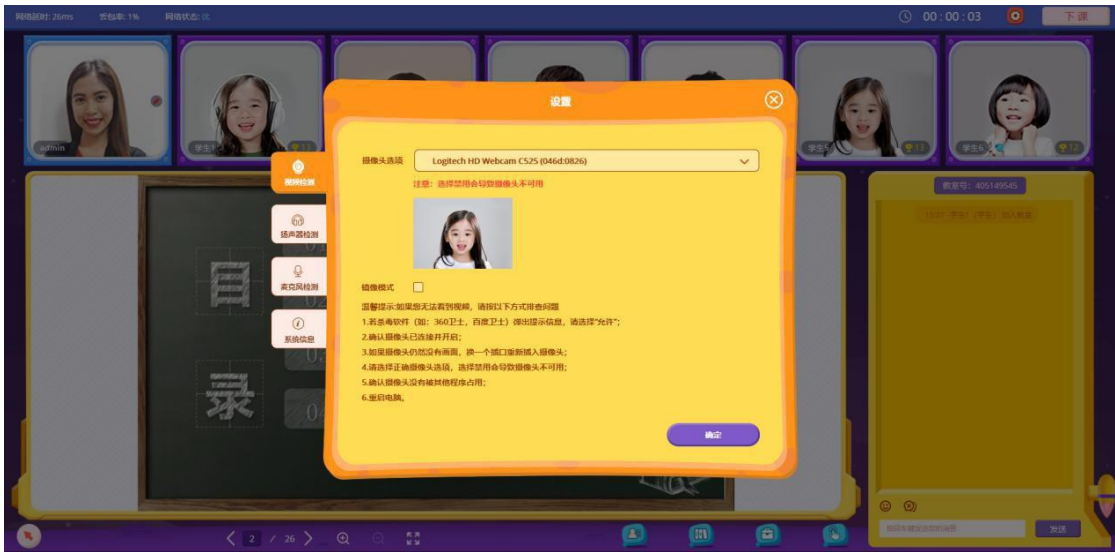 网络延时: 26ms 丢包率: 1% 网络状态: 优
00:00:03
下课
admin
学生1
13
学生5
13
学生6
12
设置
视频检测
扬声器检测
麦克风检测
系统信息
摄像头选项
Logitech HD Webcam C525 (046d:0826)
注意：选择禁用会导致摄像头不可用
镜像模式
温馨提示:如果您无法看到视频，请按以下方式排查问题
1.若杀毒软件（如：360卫士，百度卫士）弹出提示信息，请选择“允许”;
2.确认摄像头已连接并开启;
3.如果摄像头仍然没有画面，换一个插口重新插入摄像头;
4.请选择正确摄像头选项，选择禁用会导致摄像头不可用;
5.确认摄像头没有被其他程序占用;
6.重启电脑。
确定
目
录
02
04
教室号: 405149545
发送
2 / 26